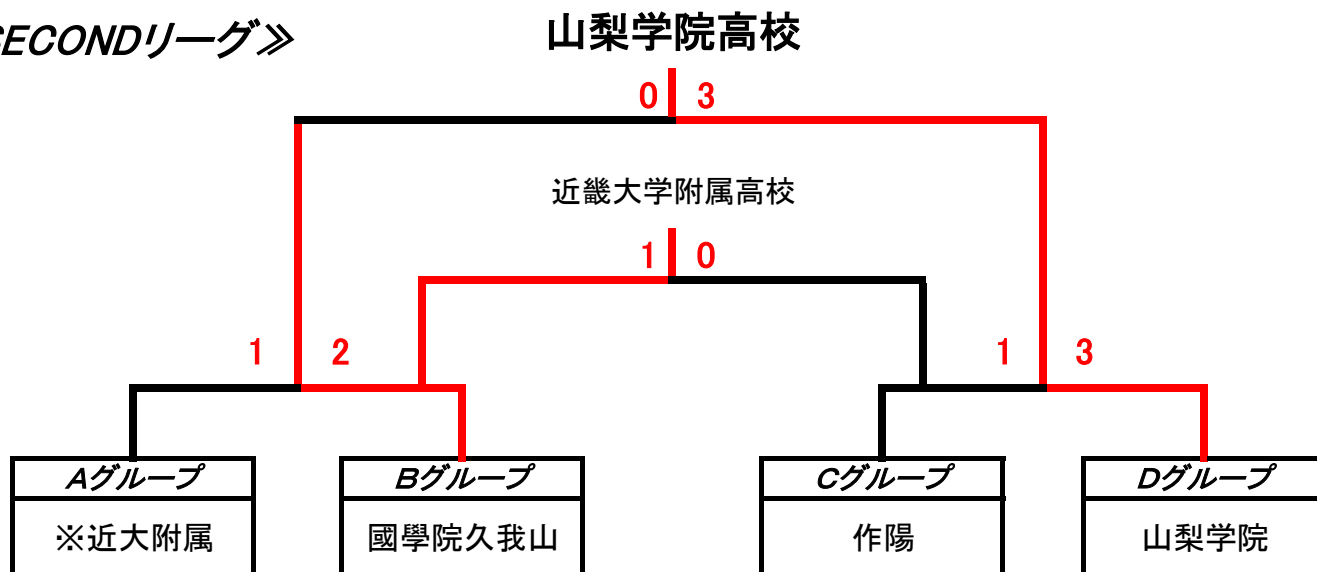 SECONDリーグ≫
山梨学院高校
0 3
近畿大学附属高校
1 0
1 2
1 3
Aグループ
Bグループ
Cグループ
Dグループ
※近大附属
國學院久我山
作陽
山梨学院